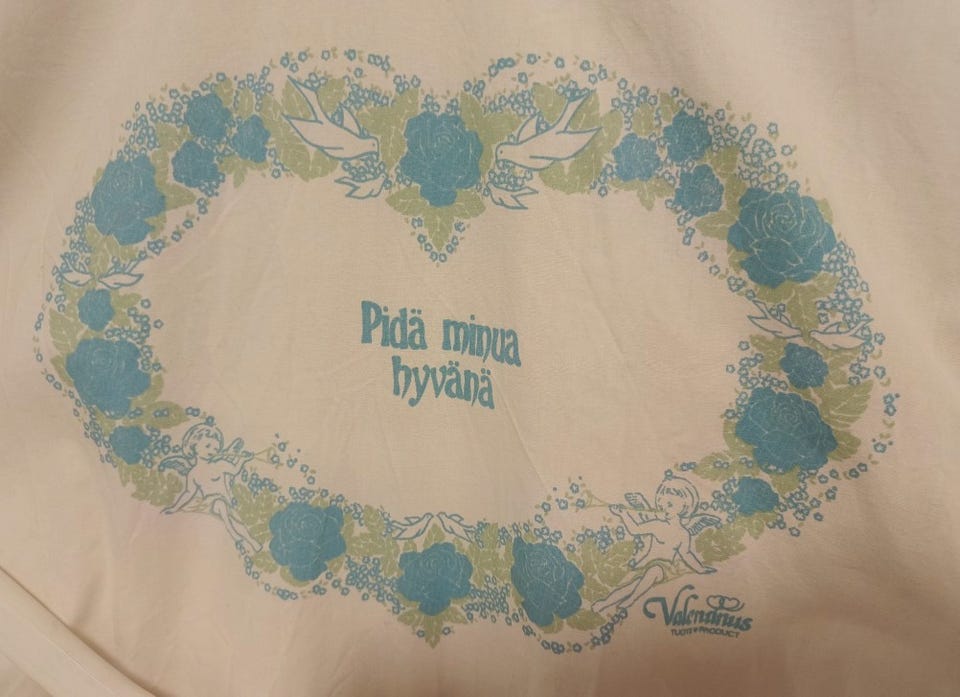 Pidä minua
hyvänä
Valentinus
TUOTE PRODUCT